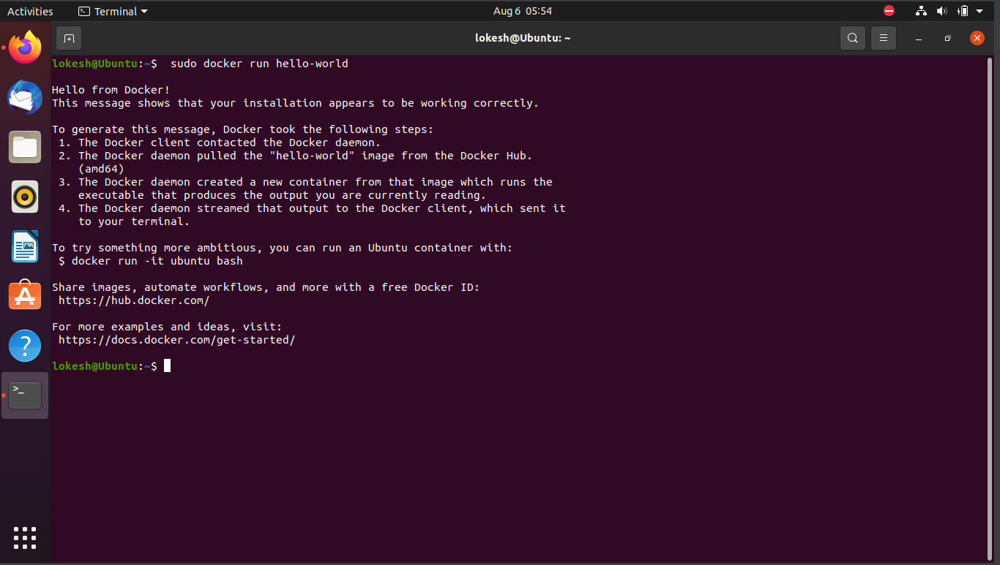 Activities
Terminal
Aug 6 05:54
lokesh@Ubuntu: ~
lokesh@Ubuntu:~$  sudo docker run hello-world
Hello from Docker!
This message shows that your installation appears to be working correctly.
To generate this message, Docker took the following steps:
 1. The Docker client contacted the Docker daemon.
 2. The Docker daemon pulled the "hello-world" image from the Docker Hub.
    (amd64)
 3. The Docker daemon created a new container from that image which runs the
    executable that produces the output you are currently reading.
 4. The Docker daemon streamed that output to the Docker client, which sent it
    to your terminal.
To try something more ambitious, you can run an Ubuntu container with:
 $ docker run -it ubuntu bash
Share images, automate workflows, and more with a free Docker ID:
 https://hub.docker.com/
For more examples and ideas, visit:
 https://docs.docker.com/get-started/
lokesh@Ubuntu:~$